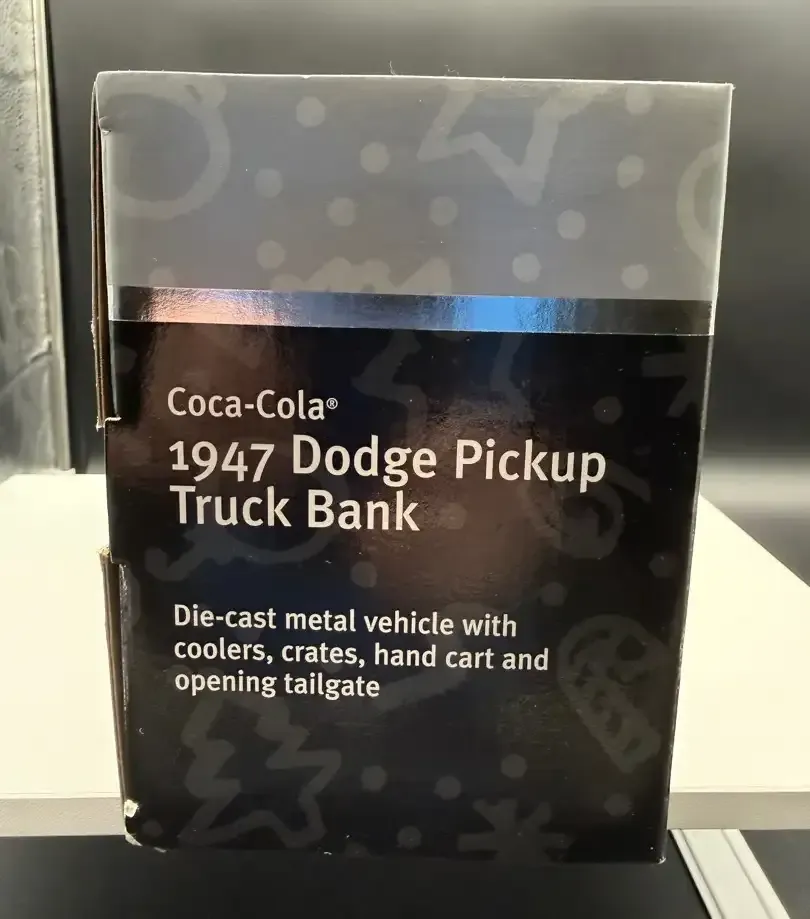 Coca-Cola®
1947 Dodge Pickup
Truck Bank
Die-cast metal vehicle with
coolers, crates, hand cart and
opening tailgate